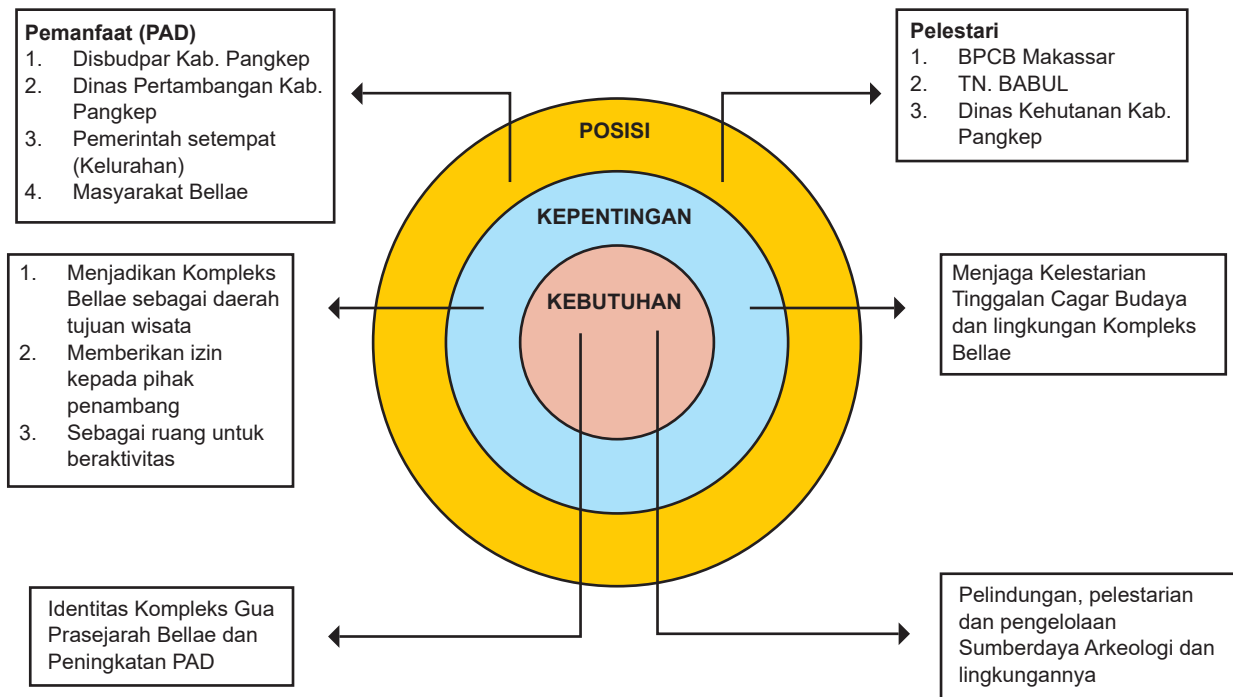 Pemanfaat (PAD)
1. Disbudpar Kab. Pangkep
2. Dinas Pertambangan Kab.
Pangkep
3. Pemerintah setempat
(Kelurahan)
4. Masyarakat Bellae
Pelestari
1. BPCB Makassar
2. TN. BABUL
3. Dinas Kehutanan Kab.
Pangkep
POSISI
KEPENTINGAN
KEBUTUHAN
1. Menjadikan Kompleks
Bellae sebagai daerah
tujuan wisata
2. Memberikan izin
kepada pihak
penambang
3. Sebagai ruang untuk
beraktivitas
Menjaga Kelestarian
Tinggalan Cagar Budaya
dan lingkungan Kompleks
Bellae
Identitas Kompleks Gua
Prasejarah Bellae dan
Peningkatan PAD
Pelindungan, pelestarian
dan pengelolaan
Sumberdaya Arkeologi dan
lingkungannya